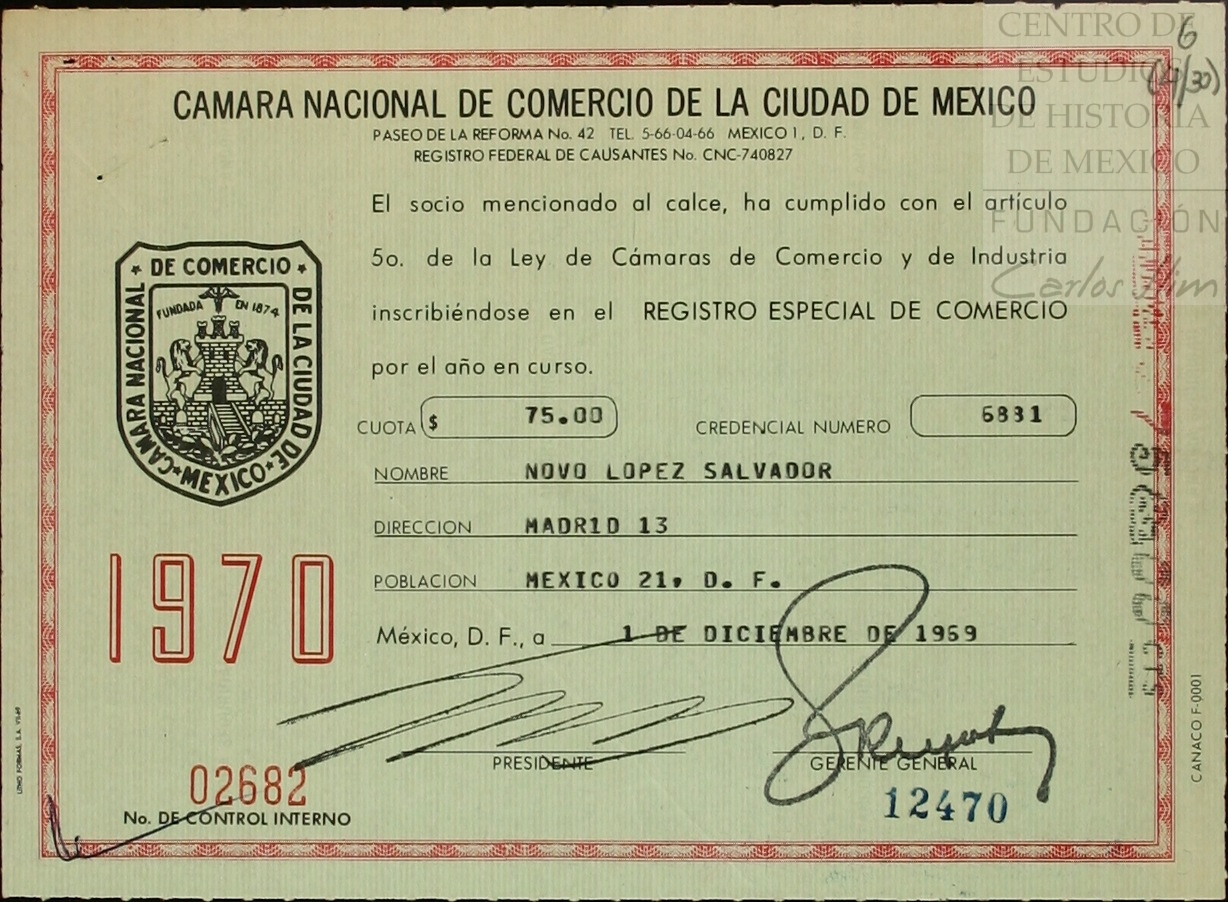 CENTRO DE
ESTUDIOS
DE HISTORIA
DE MEXICO
FUNDACIÓN
Carlos Slim
6
(4/30)
CAMARA NACIONAL DE COMERCIO DE LA CIUDAD DE MEXICO
PASEO DE LA REFORMA No. 42 TEL. 5-66-04-66 MEXICO 1, D. F.
REGISTRO FEDERAL DE CAUSANTES No. CNC-740827
El socio mencionado al calce, ha cumplido con el artículo
5o. de la Ley de Cámaras de Comercio y de Industria
inscribiéndose en el REGISTRO ESPECIAL DE COMERCIO
por el año en curso.
CAMARA NACIONAL DE COMERCIO DE LA CIUDAD DE MEXICO
FUNDADA EN 1874
CUOTA $ 75.00 CREDENCIAL NUMERO 6831
NOMBRE NOVO LOPEZ SALVADOR
DIRECCION MADRID 13
POBLACION MEXICO 21, D. F.
1970
México, D. F., a 1 DE DICIEMBRE DE 1969
PRESIDENTE GERENTE GENERAL
02682
No. DE CONTROL INTERNO
12470
CANACO F-0001